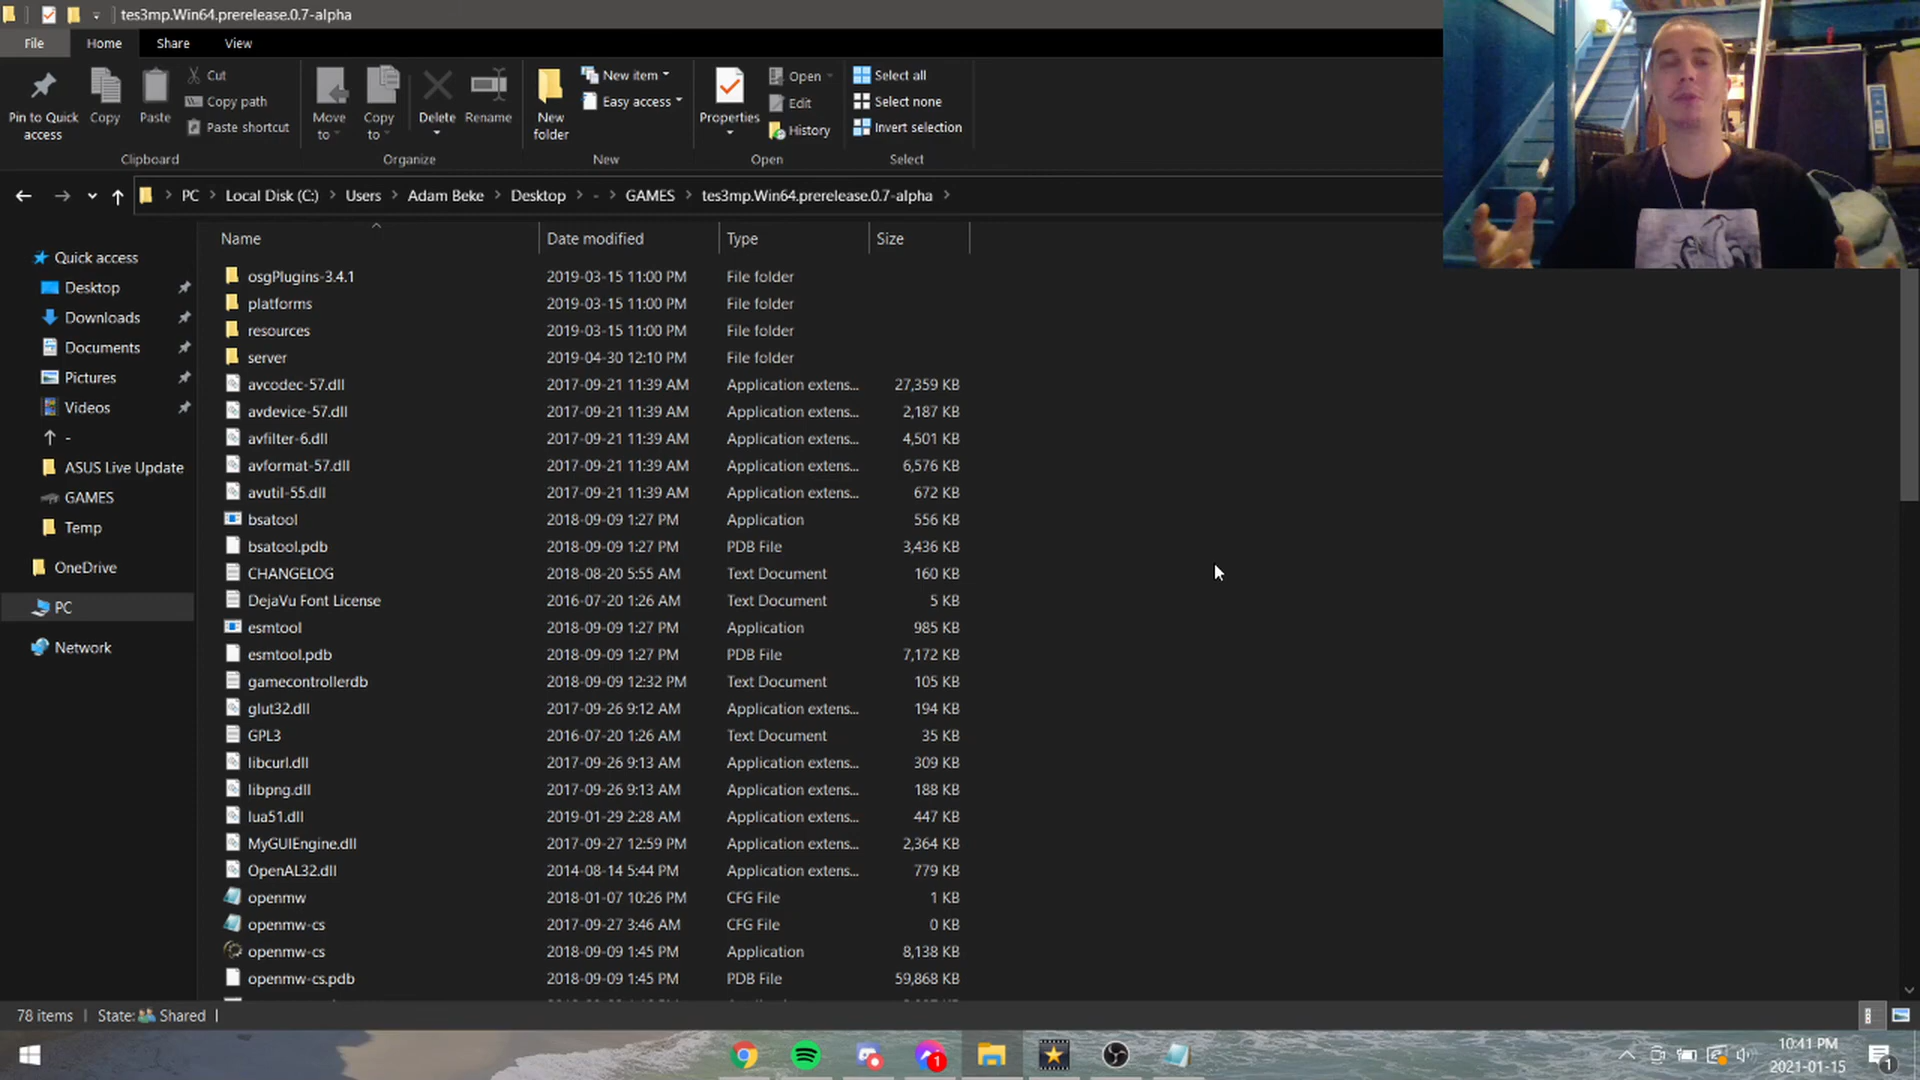 tes3mp.Win64.prerelease.0.7-alpha
File Home Share View
Pin to Quick access
Copy
Paste
Cut
Copy path
Paste shortcut
Clipboard
Move to
Copy to
Delete
Rename
Organize
New folder
New item
Easy access
New
Properties
Open
Edit
History
Open
Select all
Select none
Invert selection
Select
PC > Local Disk (C:) > Users > Adam Beke > Desktop > - > GAMES > tes3mp.Win64.prerelease.0.7-alpha >
Quick access
Desktop
Downloads
Documents
Pictures
Videos
-
ASUS Live Update
GAMES
Temp
OneDrive
PC
Network
Name Date modified Type Size
osgPlugins-3.4.1 2019-03-15 11:00 PM File folder
platforms 2019-03-15 11:00 PM File folder
resources 2019-03-15 11:00 PM File folder
server 2019-04-30 12:10 PM File folder
avcodec-57.dll 2017-09-21 11:39 AM Application extens... 27,359 KB
avdevice-57.dll 2017-09-21 11:39 AM Application extens... 2,187 KB
avfilter-6.dll 2017-09-21 11:39 AM Application extens... 4,501 KB
avformat-57.dll 2017-09-21 11:39 AM Application extens... 6,576 KB
avutil-55.dll 2017-09-21 11:39 AM Application extens... 672 KB
bsatool 2018-09-09 1:27 PM Application 556 KB
bsatool.pdb 2018-09-09 1:27 PM PDB File 3,436 KB
CHANGELOG 2018-08-20 5:55 AM Text Document 160 KB
DejaVu Font License 2016-07-20 1:26 AM Text Document 5 KB
esmtool 2018-09-09 1:27 PM Application 985 KB
esmtool.pdb 2018-09-09 1:27 PM PDB File 7,172 KB
gamecontrollerdb 2018-09-09 12:32 PM Text Document 105 KB
glut32.dll 2017-09-26 9:12 AM Application extens... 194 KB
GPL3 2016-07-20 1:26 AM Text Document 35 KB
libcurl.dll 2017-09-26 9:13 AM Application extens... 309 KB
libpng.dll 2017-09-26 9:13 AM Application extens... 188 KB
lua51.dll 2019-01-29 2:28 AM Application extens... 447 KB
MyGUIEngine.dll 2017-09-27 12:59 PM Application extens... 2,364 KB
OpenAL32.dll 2014-08-14 5:44 PM Application extens... 779 KB
openmw 2018-01-07 10:26 PM CFG File 1 KB
openmw-cs 2017-09-27 3:46 AM CFG File 0 KB
openmw-cs 2018-09-09 1:45 PM Application 8,138 KB
openmw-cs.pdb 2018-09-09 1:45 PM PDB File 59,868 KB
78 items State: Shared
1
10:41 PM
2021-01-15
1